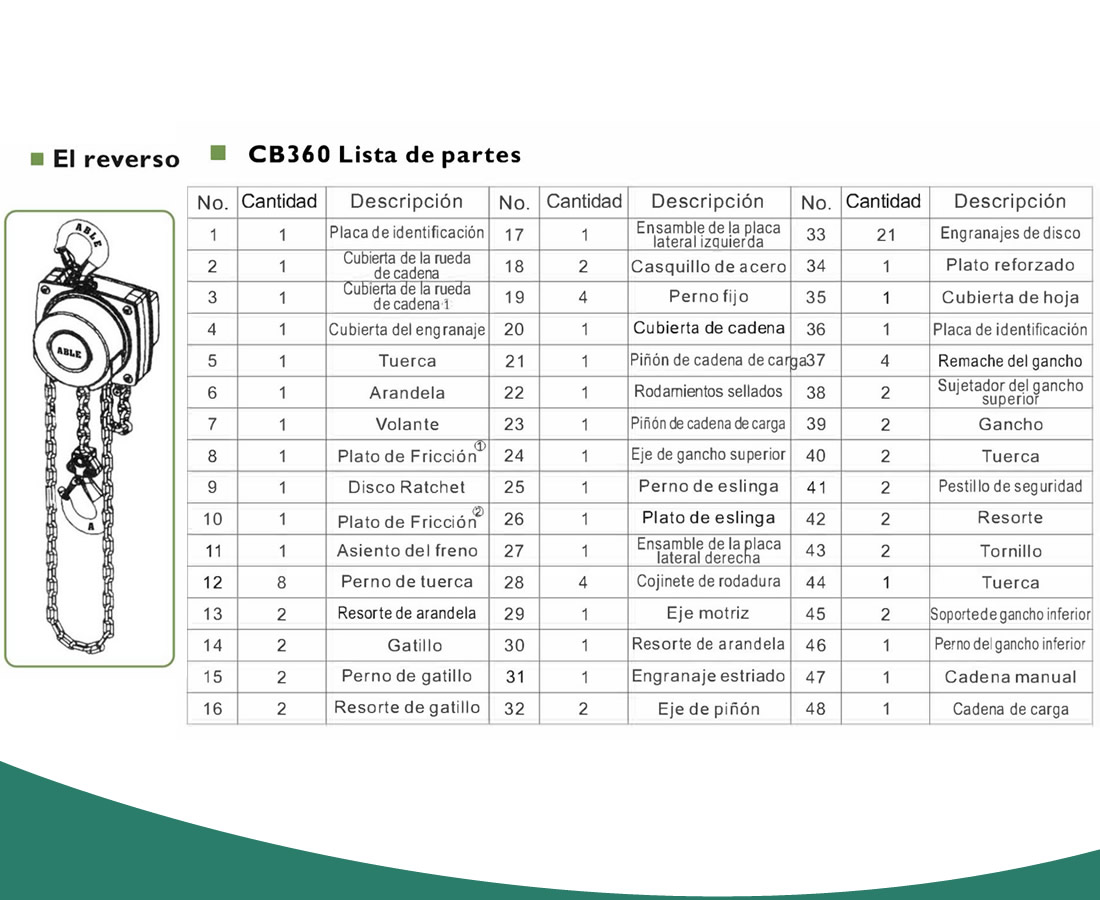 El reverso
CB360 Lista de partes
ABLE
ABLE
A
No. Cantidad Descripción No. Cantidad Descripción No. Cantidad Descripción
1 1 Placa de identificación 17 1 Ensamble de la placa lateral izquierda 33 21 Engranajes de disco
2 1 Cubierta de la rueda de cadena 18 2 Casquillo de acero 34 1 Plato reforzado
3 1 Cubierta de la rueda de cadena 1 19 4 Perno fijo 35 1 Cubierta de hoja
4 1 Cubierta del engranaje 20 1 Cubierta de cadena 36 1 Placa de identificación
5 1 Tuerca 21 1 Piñón de cadena de carga 37 4 Remache del gancho
6 1 Arandela 22 1 Rodamientos sellados 38 2 Sujetador del gancho superior
7 1 Volante 23 1 Piñón de cadena de carga 39 2 Gancho
8 1 Plato de Fricción① 24 1 Eje de gancho superior 40 2 Tuerca
9 1 Disco Ratchet 25 1 Perno de eslinga 41 2 Pestillo de seguridad
10 1 Plato de Fricción② 26 1 Plato de eslinga 42 2 Resorte
11 1 Asiento del freno 27 1 Ensamble de la placa lateral derecha 43 2 Tornillo
12 8 Perno de tuerca 28 4 Cojinete de rodadura 44 1 Tuerca
13 2 Resorte de arandela 29 1 Eje motriz 45 2 Soporte de gancho inferior
14 2 Gatillo 30 1 Resorte de arandela 46 1 Perno del gancho inferior
15 2 Perno de gatillo 31 1 Engranaje estriado 47 1 Cadena manual
16 2 Resorte de gatillo 32 2 Eje de piñón 48 1 Cadena de carga